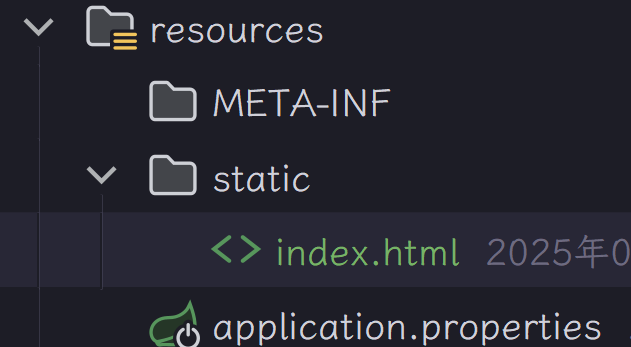 resources
META-INF
static
index.html 2025年0
application.properties